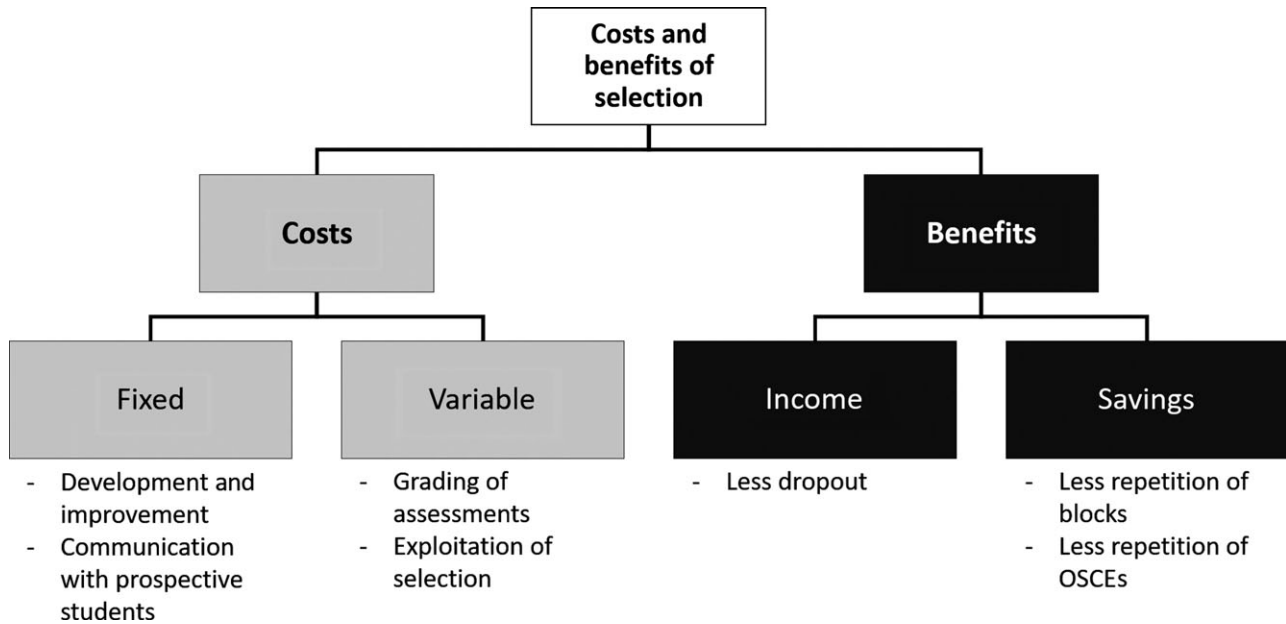 Costs and
benefits of
selection
Costs
Benefits
Fixed
Variable
Income
Savings
- Development and
improvement
- Communication
with prospective
students
- Grading of
assessments
- Exploitation of
selection
- Less dropout
- Less repetition of
blocks
- Less repetition of
OSCEs